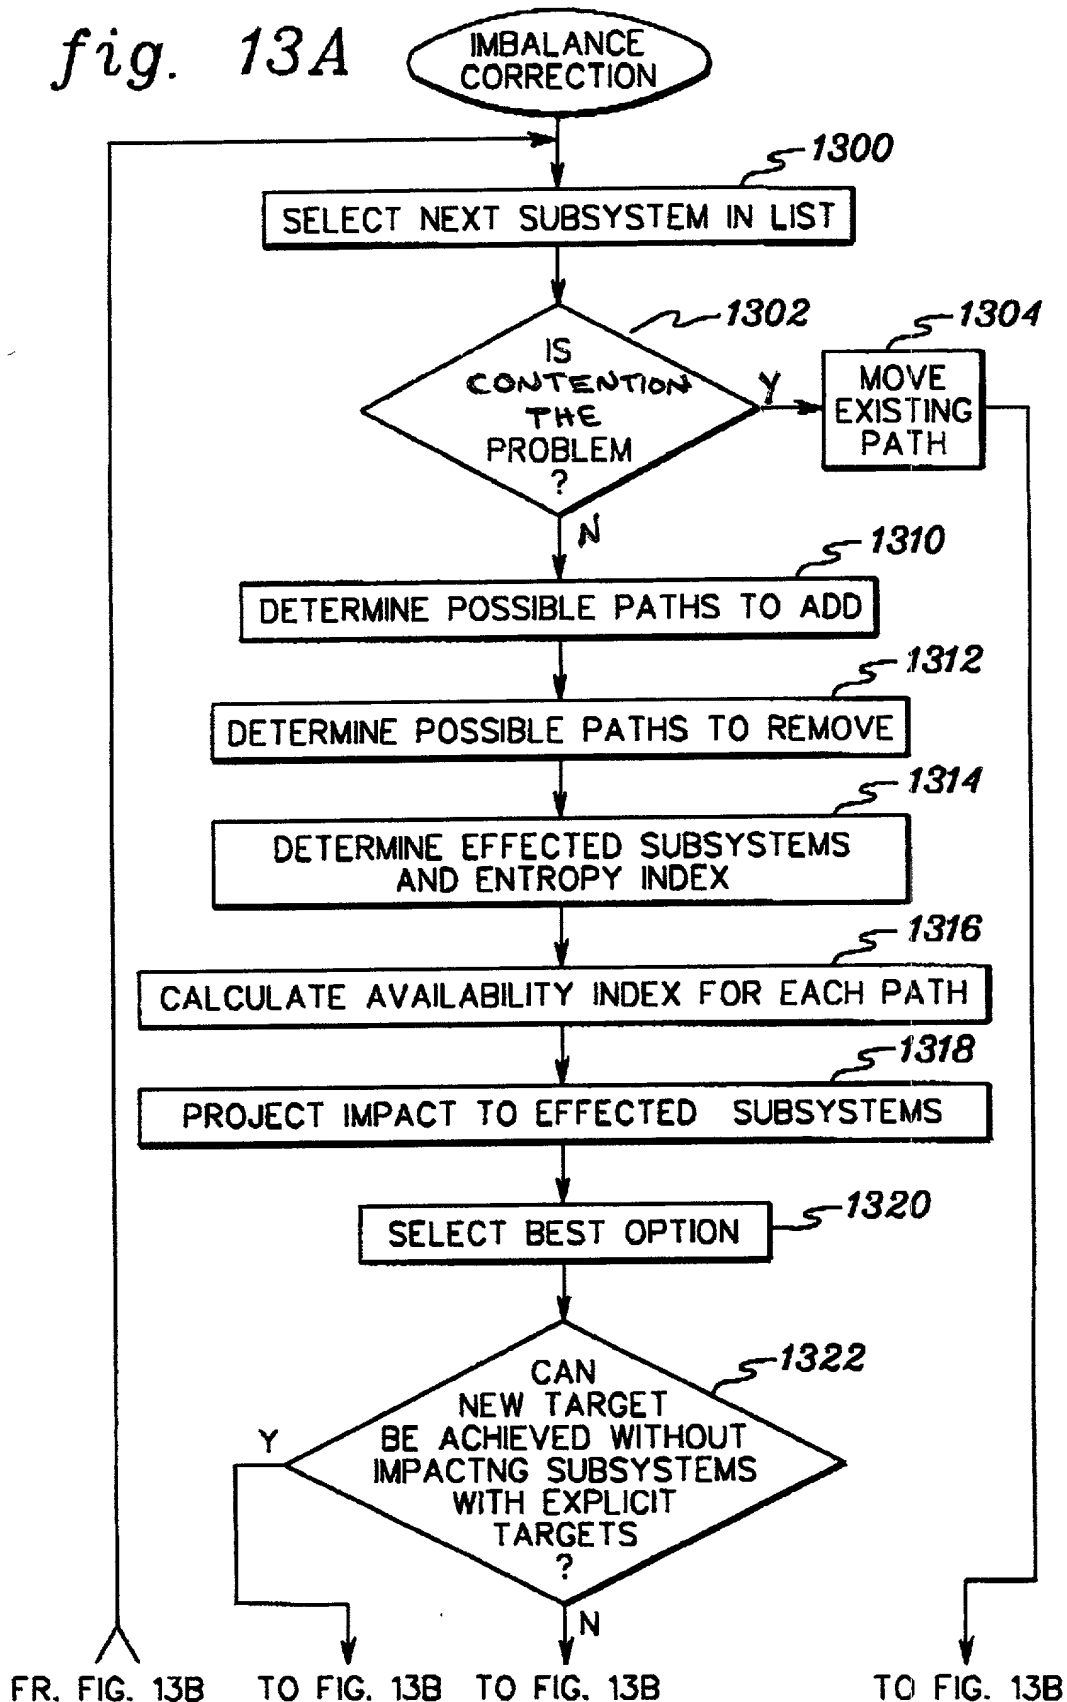 fig. 13A
IMBALANCE
CORRECTION
1300
SELECT NEXT SUBSYSTEM IN LIST
1302
1304
IS
CONTENTION
THE
PROBLEM
?
Y
MOVE
EXISTING
PATH
N
1310
DETERMINE POSSIBLE PATHS TO ADD
1312
DETERMINE POSSIBLE PATHS TO REMOVE
1314
DETERMINE EFFECTED SUBSYSTEMS
AND ENTROPY INDEX
1316
CALCULATE AVAILABILITY INDEX FOR EACH PATH
1318
PROJECT IMPACT TO EFFECTED SUBSYSTEMS
1320
SELECT BEST OPTION
1322
CAN
NEW TARGET
BE ACHIEVED WITHOUT
IMPACTNG SUBSYSTEMS
WITH EXPLICIT
TARGETS
?
Y
N
FR. FIG. 13B
TO FIG. 13B
TO FIG. 13B
TO FIG. 13B